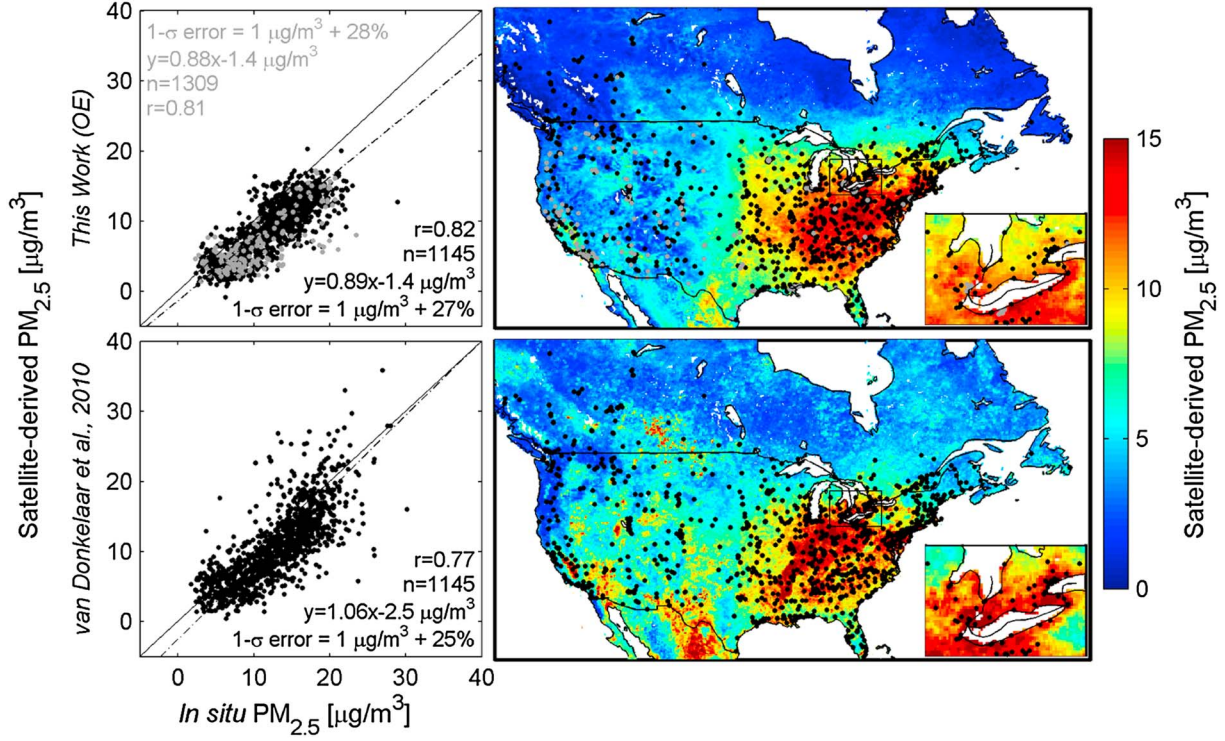 Satellite-derived PM2.5 [μg/m3]
This Work (OE)
40
30
20
10
0
1-σ error = 1 μg/m3 + 28%
y=0.88x-1.4 μg/m3
n=1309
r=0.81
r=0.82
n=1145
y=0.89x-1.4 μg/m3
1-σ error = 1 μg/m3 + 27%
van Donkelaar et al., 2010
40
30
20
10
0
r=0.77
n=1145
y=1.06x-2.5 μg/m3
1-σ error = 1 μg/m3 + 25%
0 10 20 30 40
In situ PM2.5 [μg/m3]
15
10
5
0
Satellite-derived PM2.5 [μg/m3]